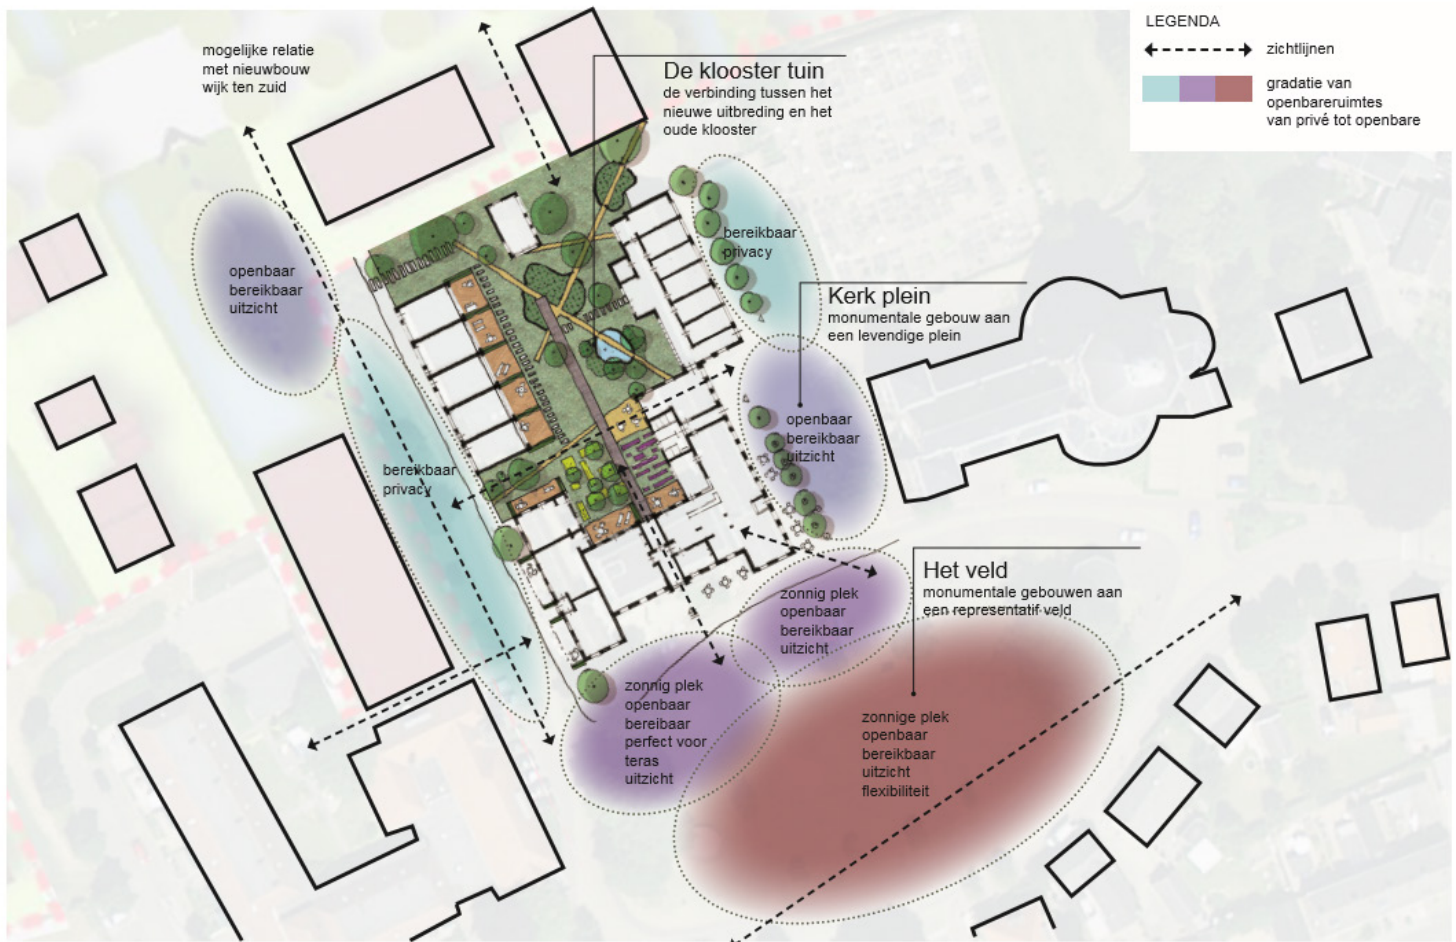 LEGENDA
zichtlijnen
gradatie van
openbareruimtes
van privé tot openbare
mogelijke relatie
met nieuwbouw
wijk ten zuid
De klooster tuin
de verbinding tussen het
nieuwe uitbreding en het
oude klooster
bereikbaar
privacy
openbaar
bereikbaar
uitzicht
Kerk plein
monumentale gebouw aan
een levendige plein
openbaar
bereikbaar
uitzicht
bereikbaar
privacy
Het veld
monumentale gebouwen aan
een representatif veld
zonnig plek
openbaar
bereikbaar
uitzicht
zonnig plek
openbaar
bereibaar
perfect voor
teras
uitzicht
zonnige plek
openbaar
bereikbaar
uitzicht
flexibiliteit